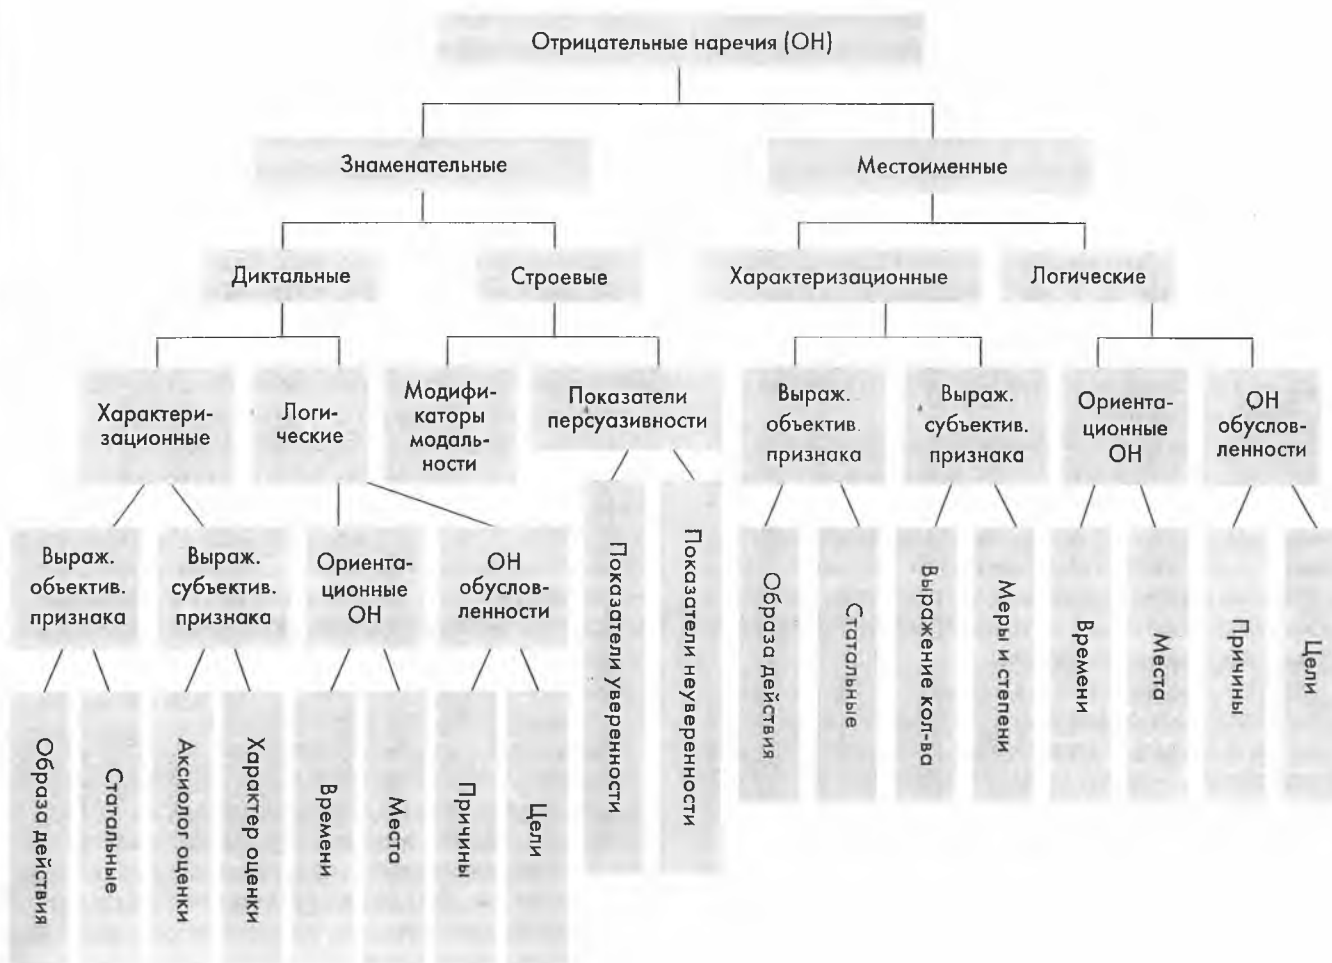 Отрицательные наречия (ОН)
Знаменательные
Местоименные
Диктальные
Строевые
Характеризационные
Логические
Характери-
зационные
Логи-
ческие
Модифи-
каторы
модаль-
ности
Показатели
персуазивности
Выраж.
объектив.
признака
Выраж.
субъектив.
признака
Ориента-
ционные
ОН
ОН
обуслов-
ленности
Выраж.
объектив.
признака
Выраж.
субъектив.
признака
Ориента-
ционные
ОН
ОН
обуслов-
ленности
Показатели уверенности
Показатели неуверенности
Образа действия
Статальные
Выражение кол-ва
Меры и степени
Времени
Места
Причины
Цели
Образа действия
Статальные
Аксиолог оценки
Характер оценки
Времени
Места
Причины
Цели